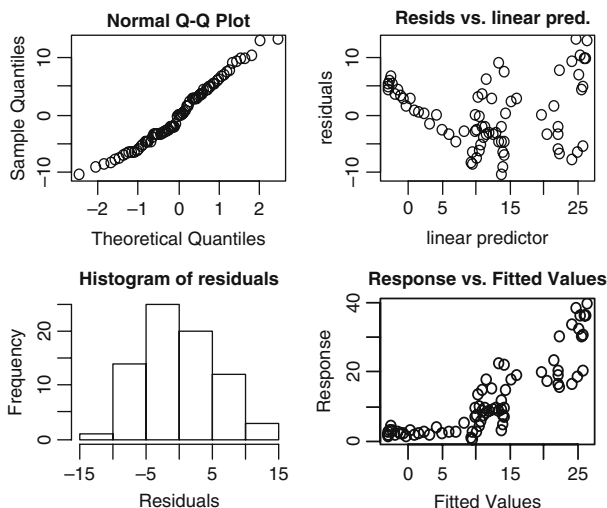 Normal Q-Q Plot
Sample Quantiles
10
0
−10
−2
−1
0
1
2
Theoretical Quantiles
Resids vs. linear pred.
residuals
10
0
−10
0
5
15
25
linear predictor
Histogram of residuals
Frequency
20
10
0
−15
−5
5
15
Residuals
Response vs. Fitted Values
Response
40
20
0
0
5
15
25
Fitted Values